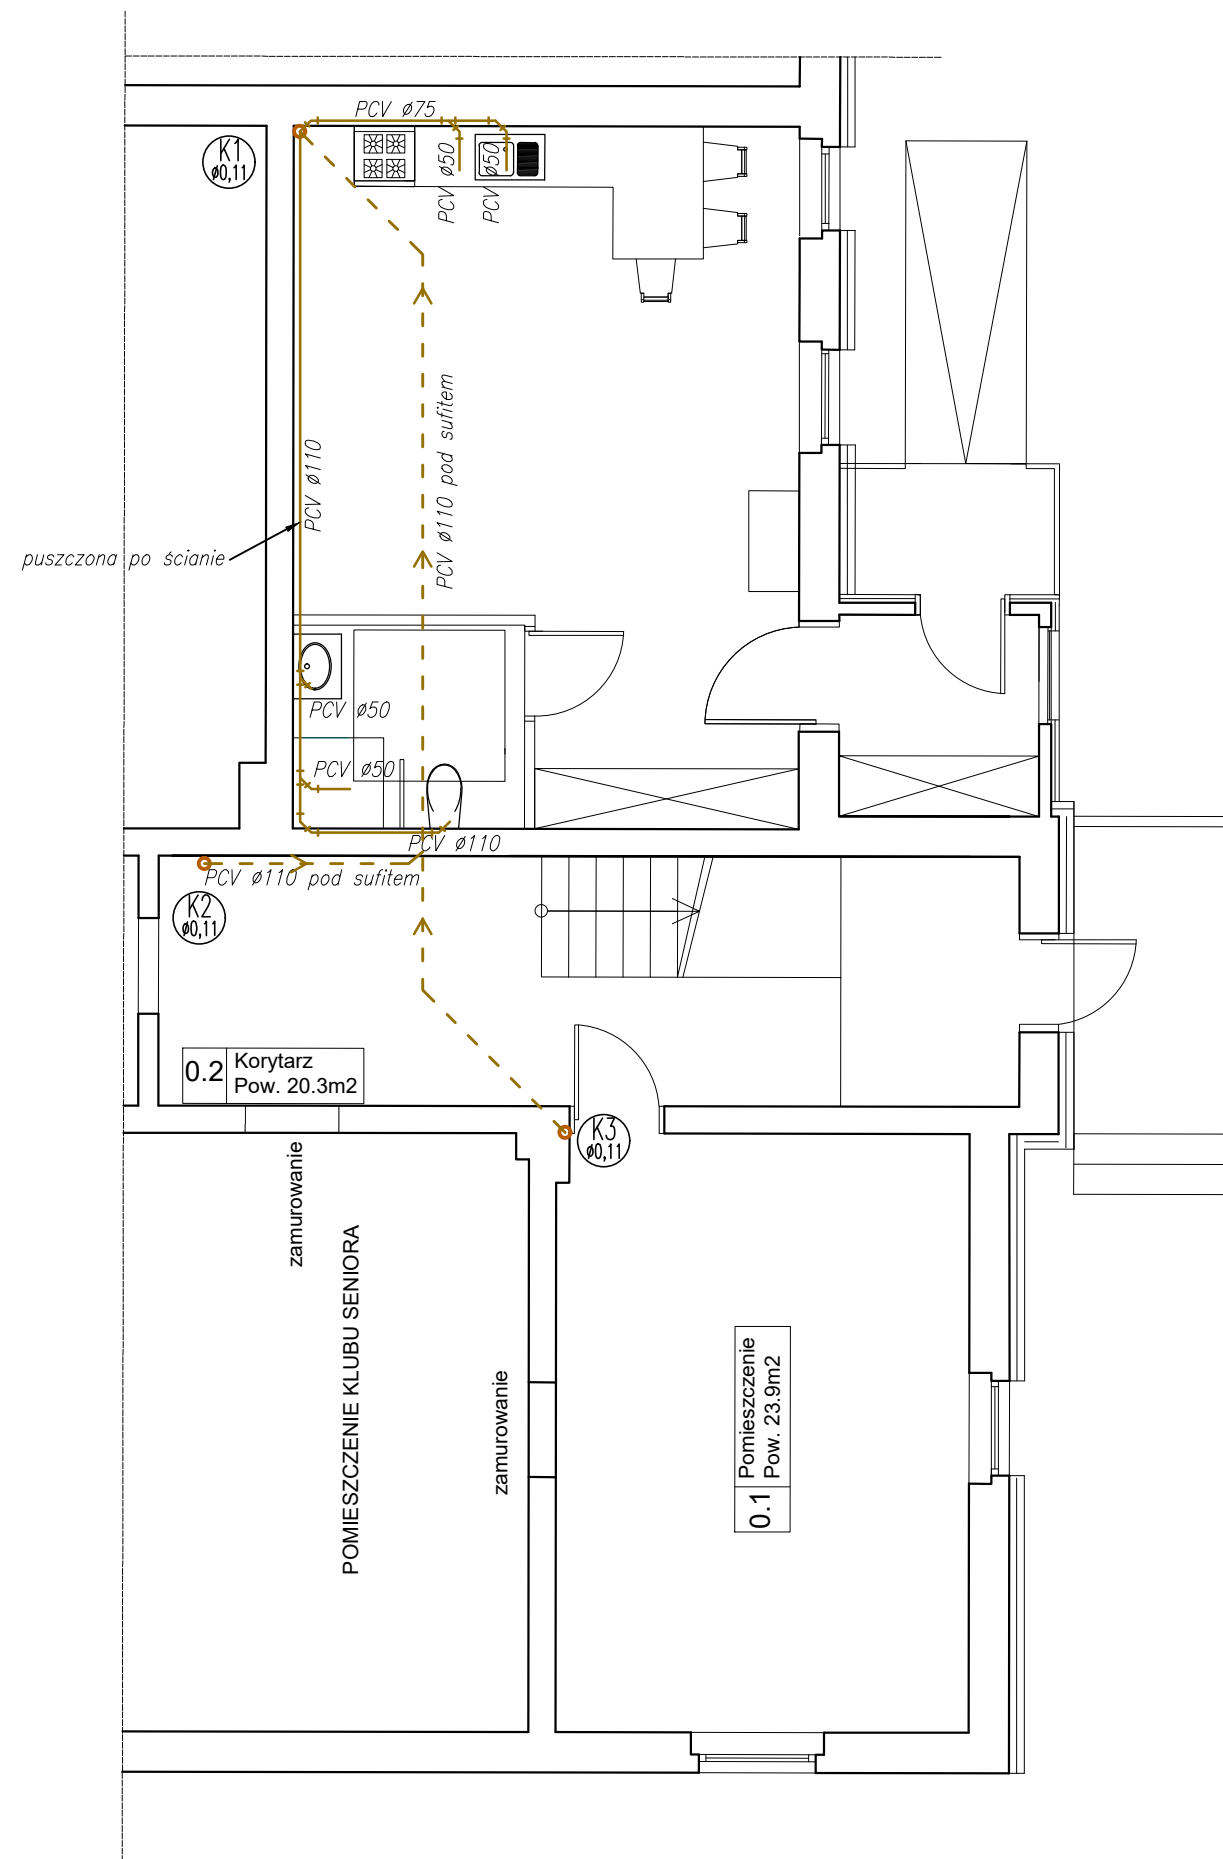 PCV ø75
K1
ø0,11
PCV ø50
PCV ø50
PCV ø110 pod sufitem
PCV ø110
puszczona po ścianie
PCV ø50
PCV ø50
PCV ø110
PCV ø110 pod sufitem
K2
ø0,11
0.2
Korytarz
Pow. 20.3m2
K3
ø0,11
zamurowanie
POMIESZCZENIE KLUBU SENIORA
zamurowanie
0.1
Pomieszczenie
Pow. 23.9m2